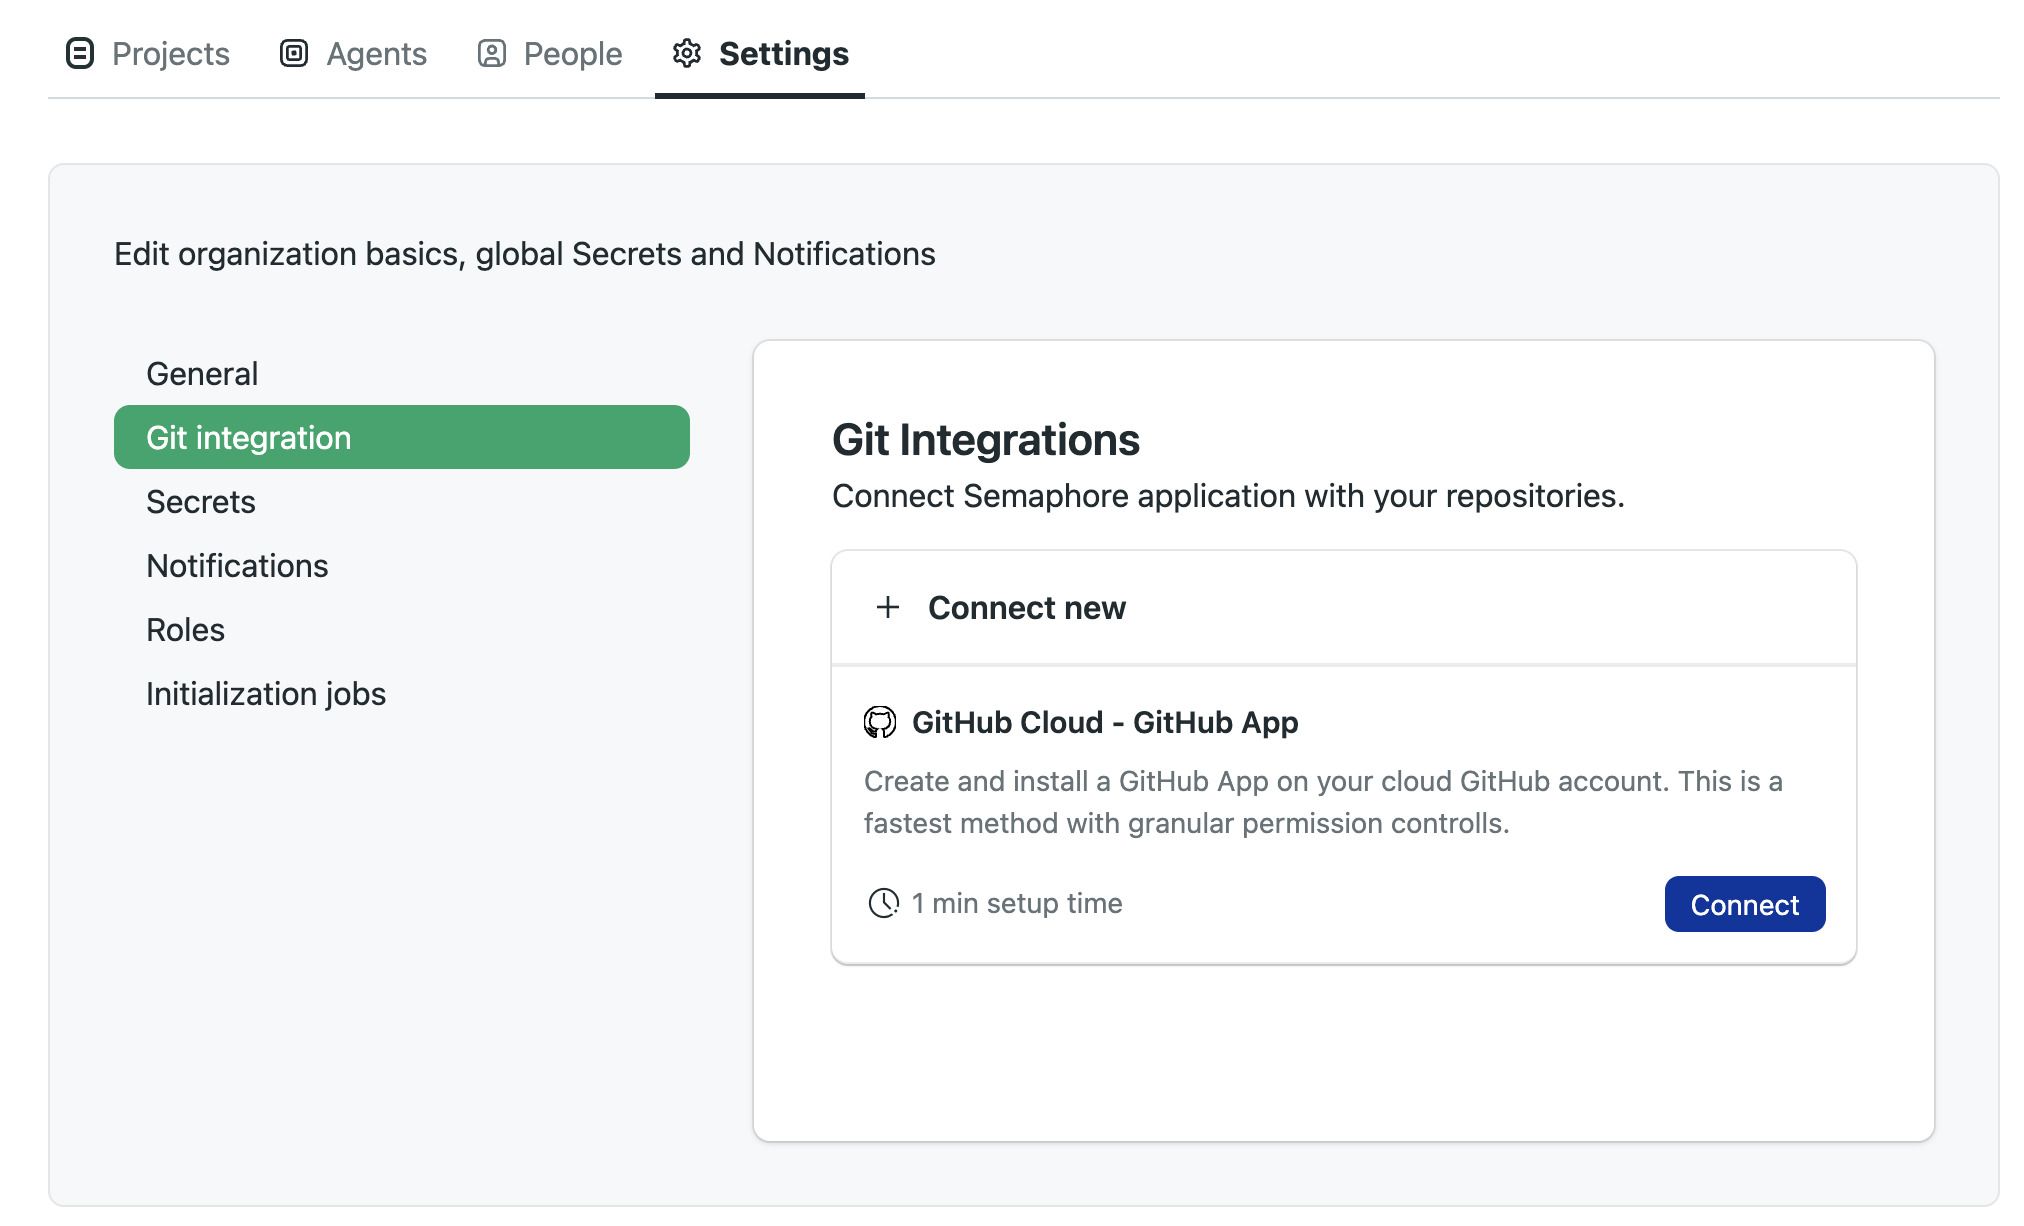 Projects Agents People Settings
Edit organization basics, global Secrets and Notifications
General
Git integration
Secrets
Notifications
Roles
Initialization jobs
Git Integrations
Connect Semaphore application with your repositories.
+ Connect new
GitHub Cloud - GitHub App
Create and install a GitHub App on your cloud GitHub account. This is a
fastest method with granular permission controlls.
1 min setup time
Connect